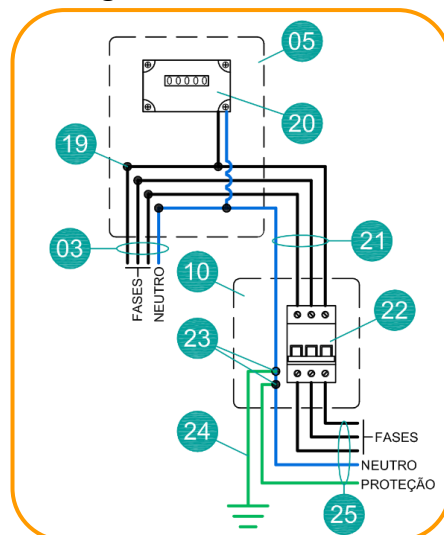 05
00000
20
19
03
21
FASES
NEUTRO
10
22
23
24
FASES
NEUTRO
PROTEÇÃO
25